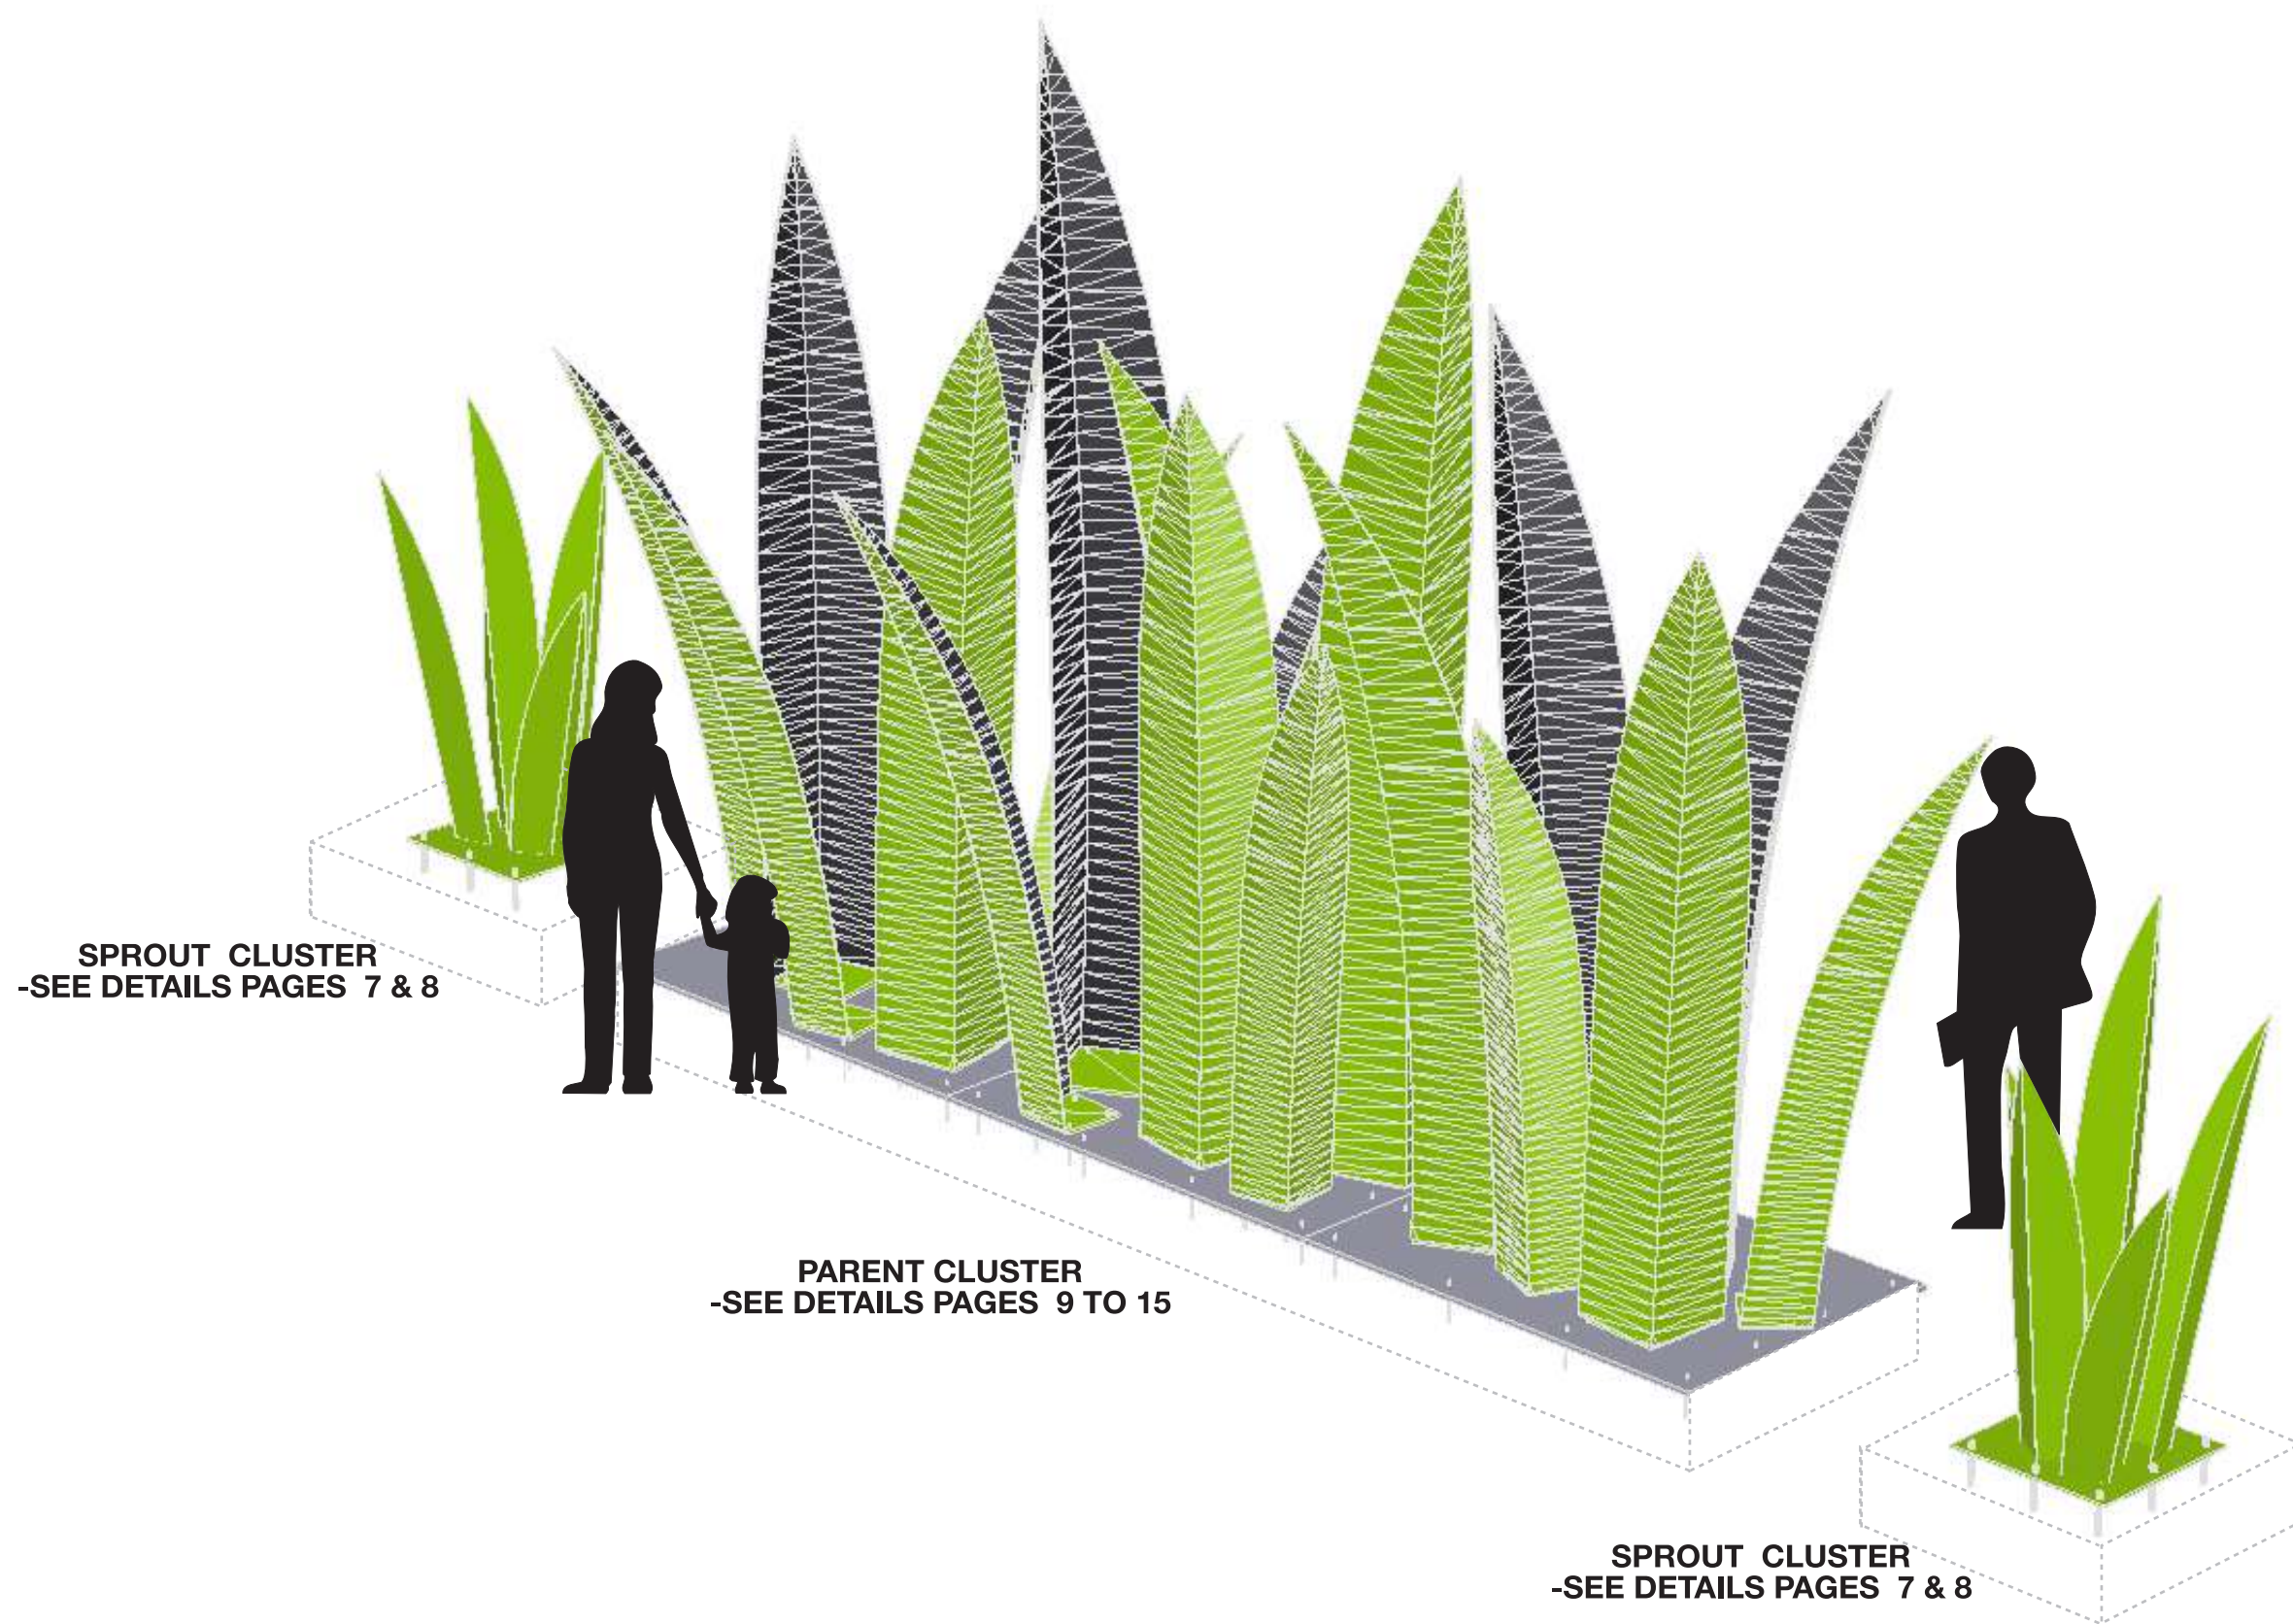 SPROUT CLUSTER
-SEE DETAILS PAGES 7 & 8
PARENT CLUSTER
-SEE DETAILS PAGES 9 TO 15
SPROUT CLUSTER
-SEE DETAILS PAGES 7 & 8